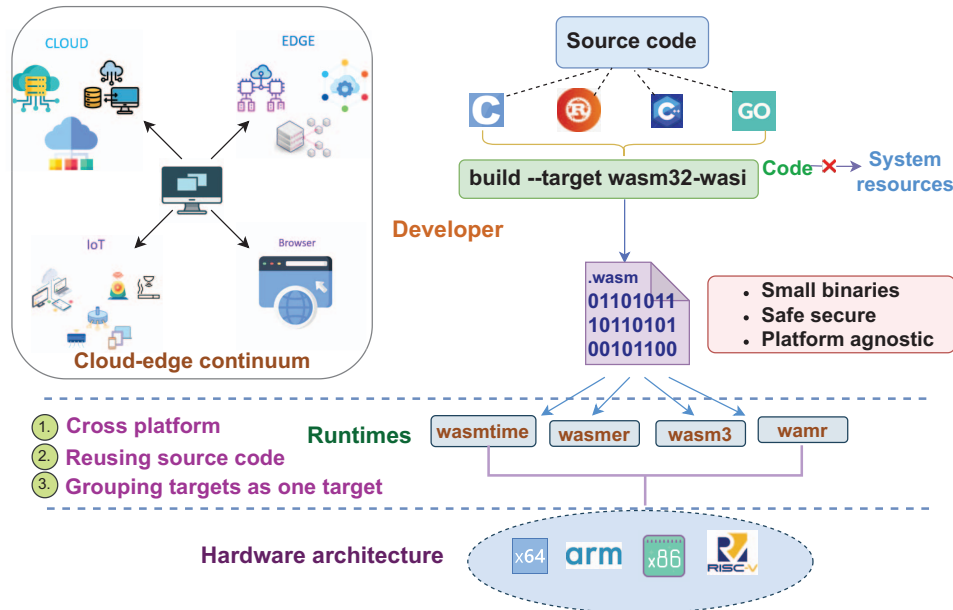 CLOUD
EDGE
IoT
Browser
Cloud-edge continuum
Source code
C
R
C++
GO
build --target wasm32-wasi
Code
System
resources
Developer
.wasm
01101011
10110101
00101100
Small binaries
Safe secure
Platform agnostic
1. Cross platform
2. Reusing source code
3. Grouping targets as one target
Runtimes
wasmtime
wasmer
wasm3
wamr
Hardware architecture
x64
arm
x86
RISC-V